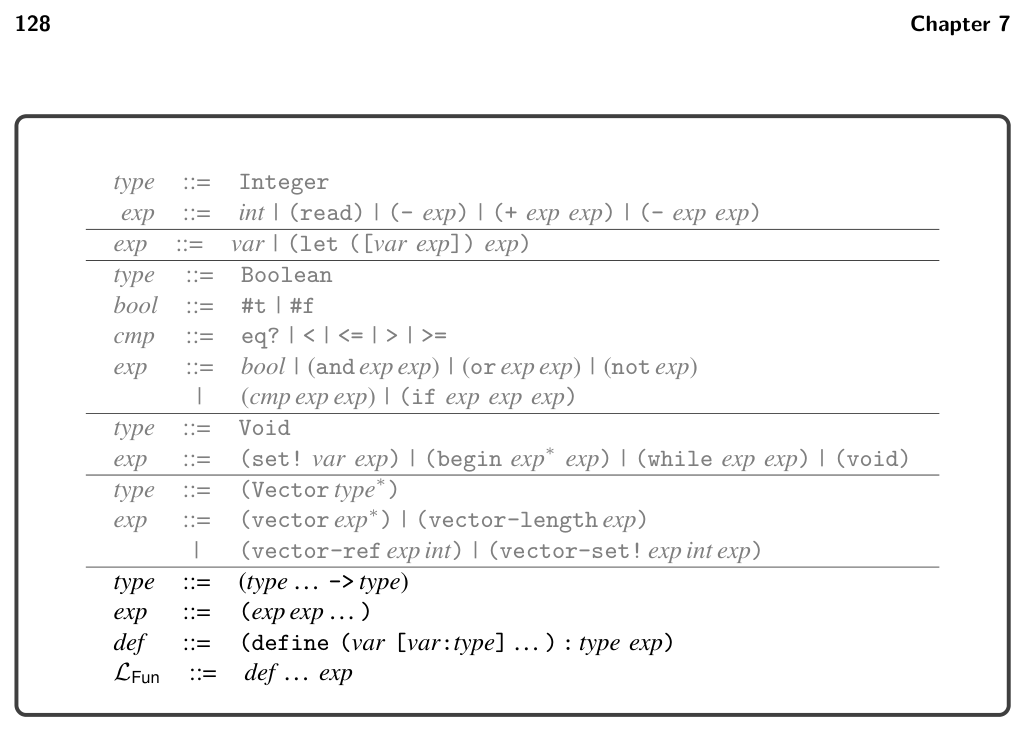 128 Chapter 7
type ::= Integer
exp ::= int | (read) | (- exp) | (+ exp exp) | (- exp exp)
exp ::= var | (let ([var exp]) exp)
type ::= Boolean
bool ::= #t | #f
cmp ::= eq? | < | <= | > | >=
exp ::= bool | (and exp exp) | (or exp exp) | (not exp)
| (cmp exp exp) | (if exp exp exp)
type ::= Void
exp ::= (set! var exp) | (begin exp* exp) | (while exp exp) | (void)
type ::= (Vector type*)
exp ::= (vector exp*) | (vector-length exp)
| (vector-ref exp int) | (vector-set! exp int exp)
type ::= (type … -> type)
exp ::= (exp exp … )
def ::= (define (var [var:type] … ) : type exp)
ℒFun ::= def … exp